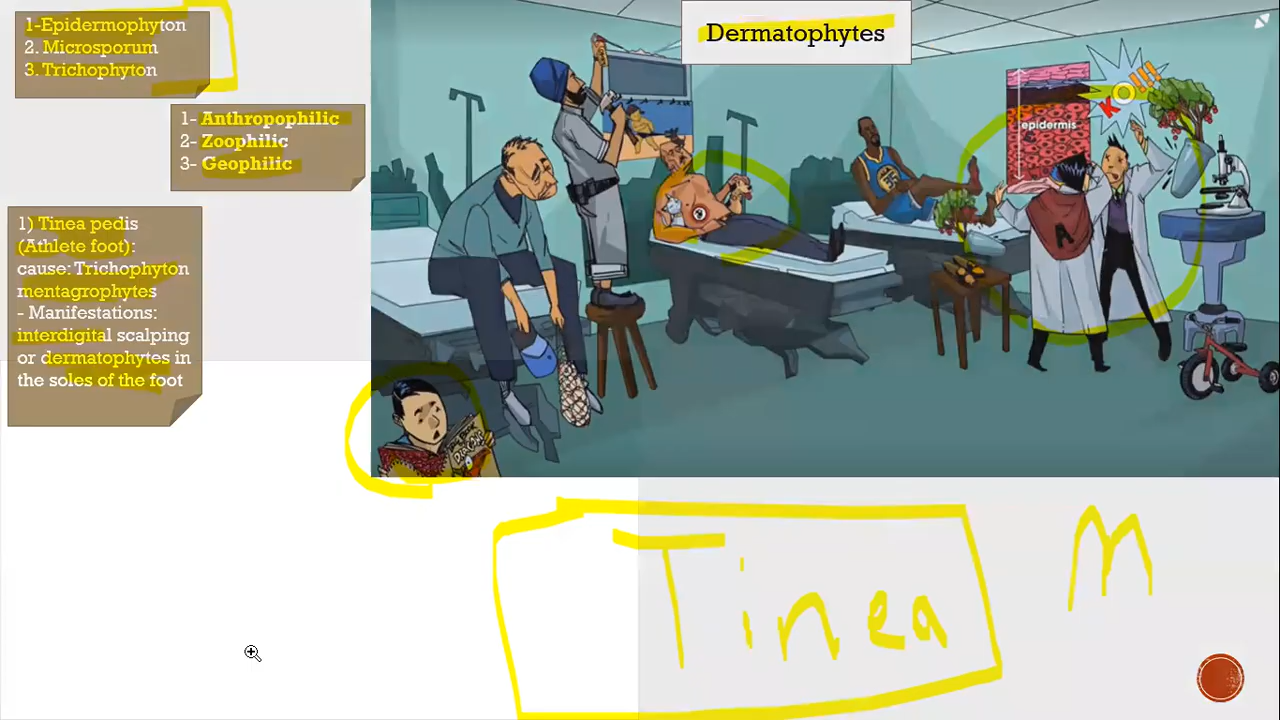 1-Epidermophyton
2. Microsporum
3. Trichophyton
Dermatophytes
1- Anthropophilic
2- Zoophilic
3- Geophilic
KO!!!
epidermis
A
1) Tinea pedis
(Athlete foot):
cause: Trichophyton
mentagrophytes
- Manifestations:
interdigital scalping
or dermatophytes in
the soles of the foot
Tinea
M